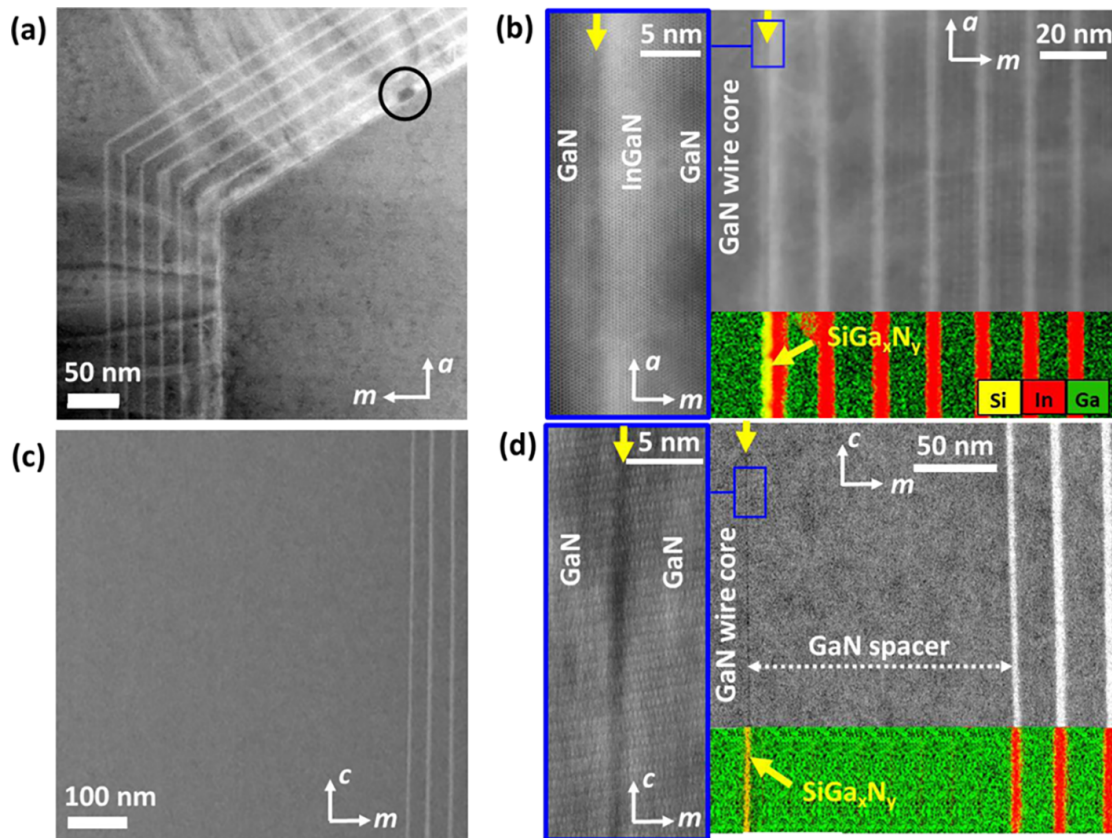 (a)
50 nm
a
m
(b)
GaN
InGaN
GaN
5 nm
a
m
GaN wire core
a
m
20 nm
SiGaxNy
Si
In
Ga
(c)
100 nm
c
m
(d)
GaN
GaN
5 nm
GaN wire core
c
m
50 nm
GaN spacer
SiGaxNy